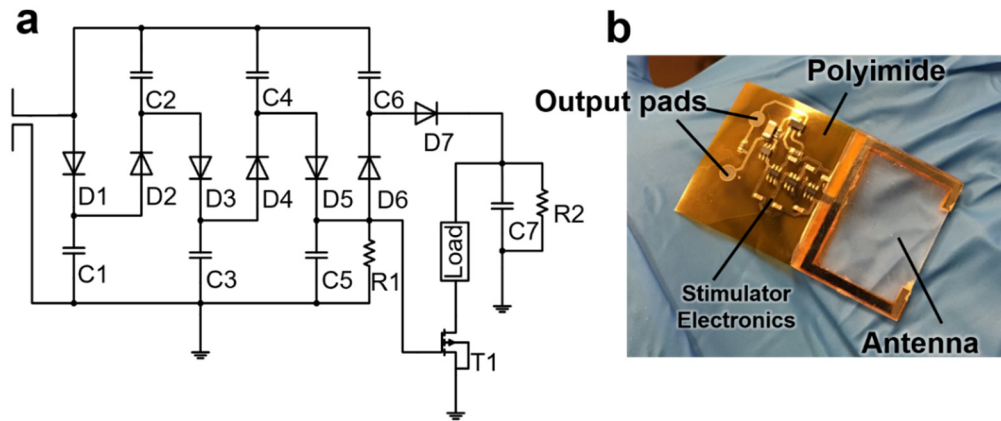 a
C2
C4
C6
D7
D1
D2
D3
D4
D5
D6
C1
C3
C5
R1
Load
C7
R2
T1
b
Polyimide
Output pads
Stimulator
Electronics
Antenna